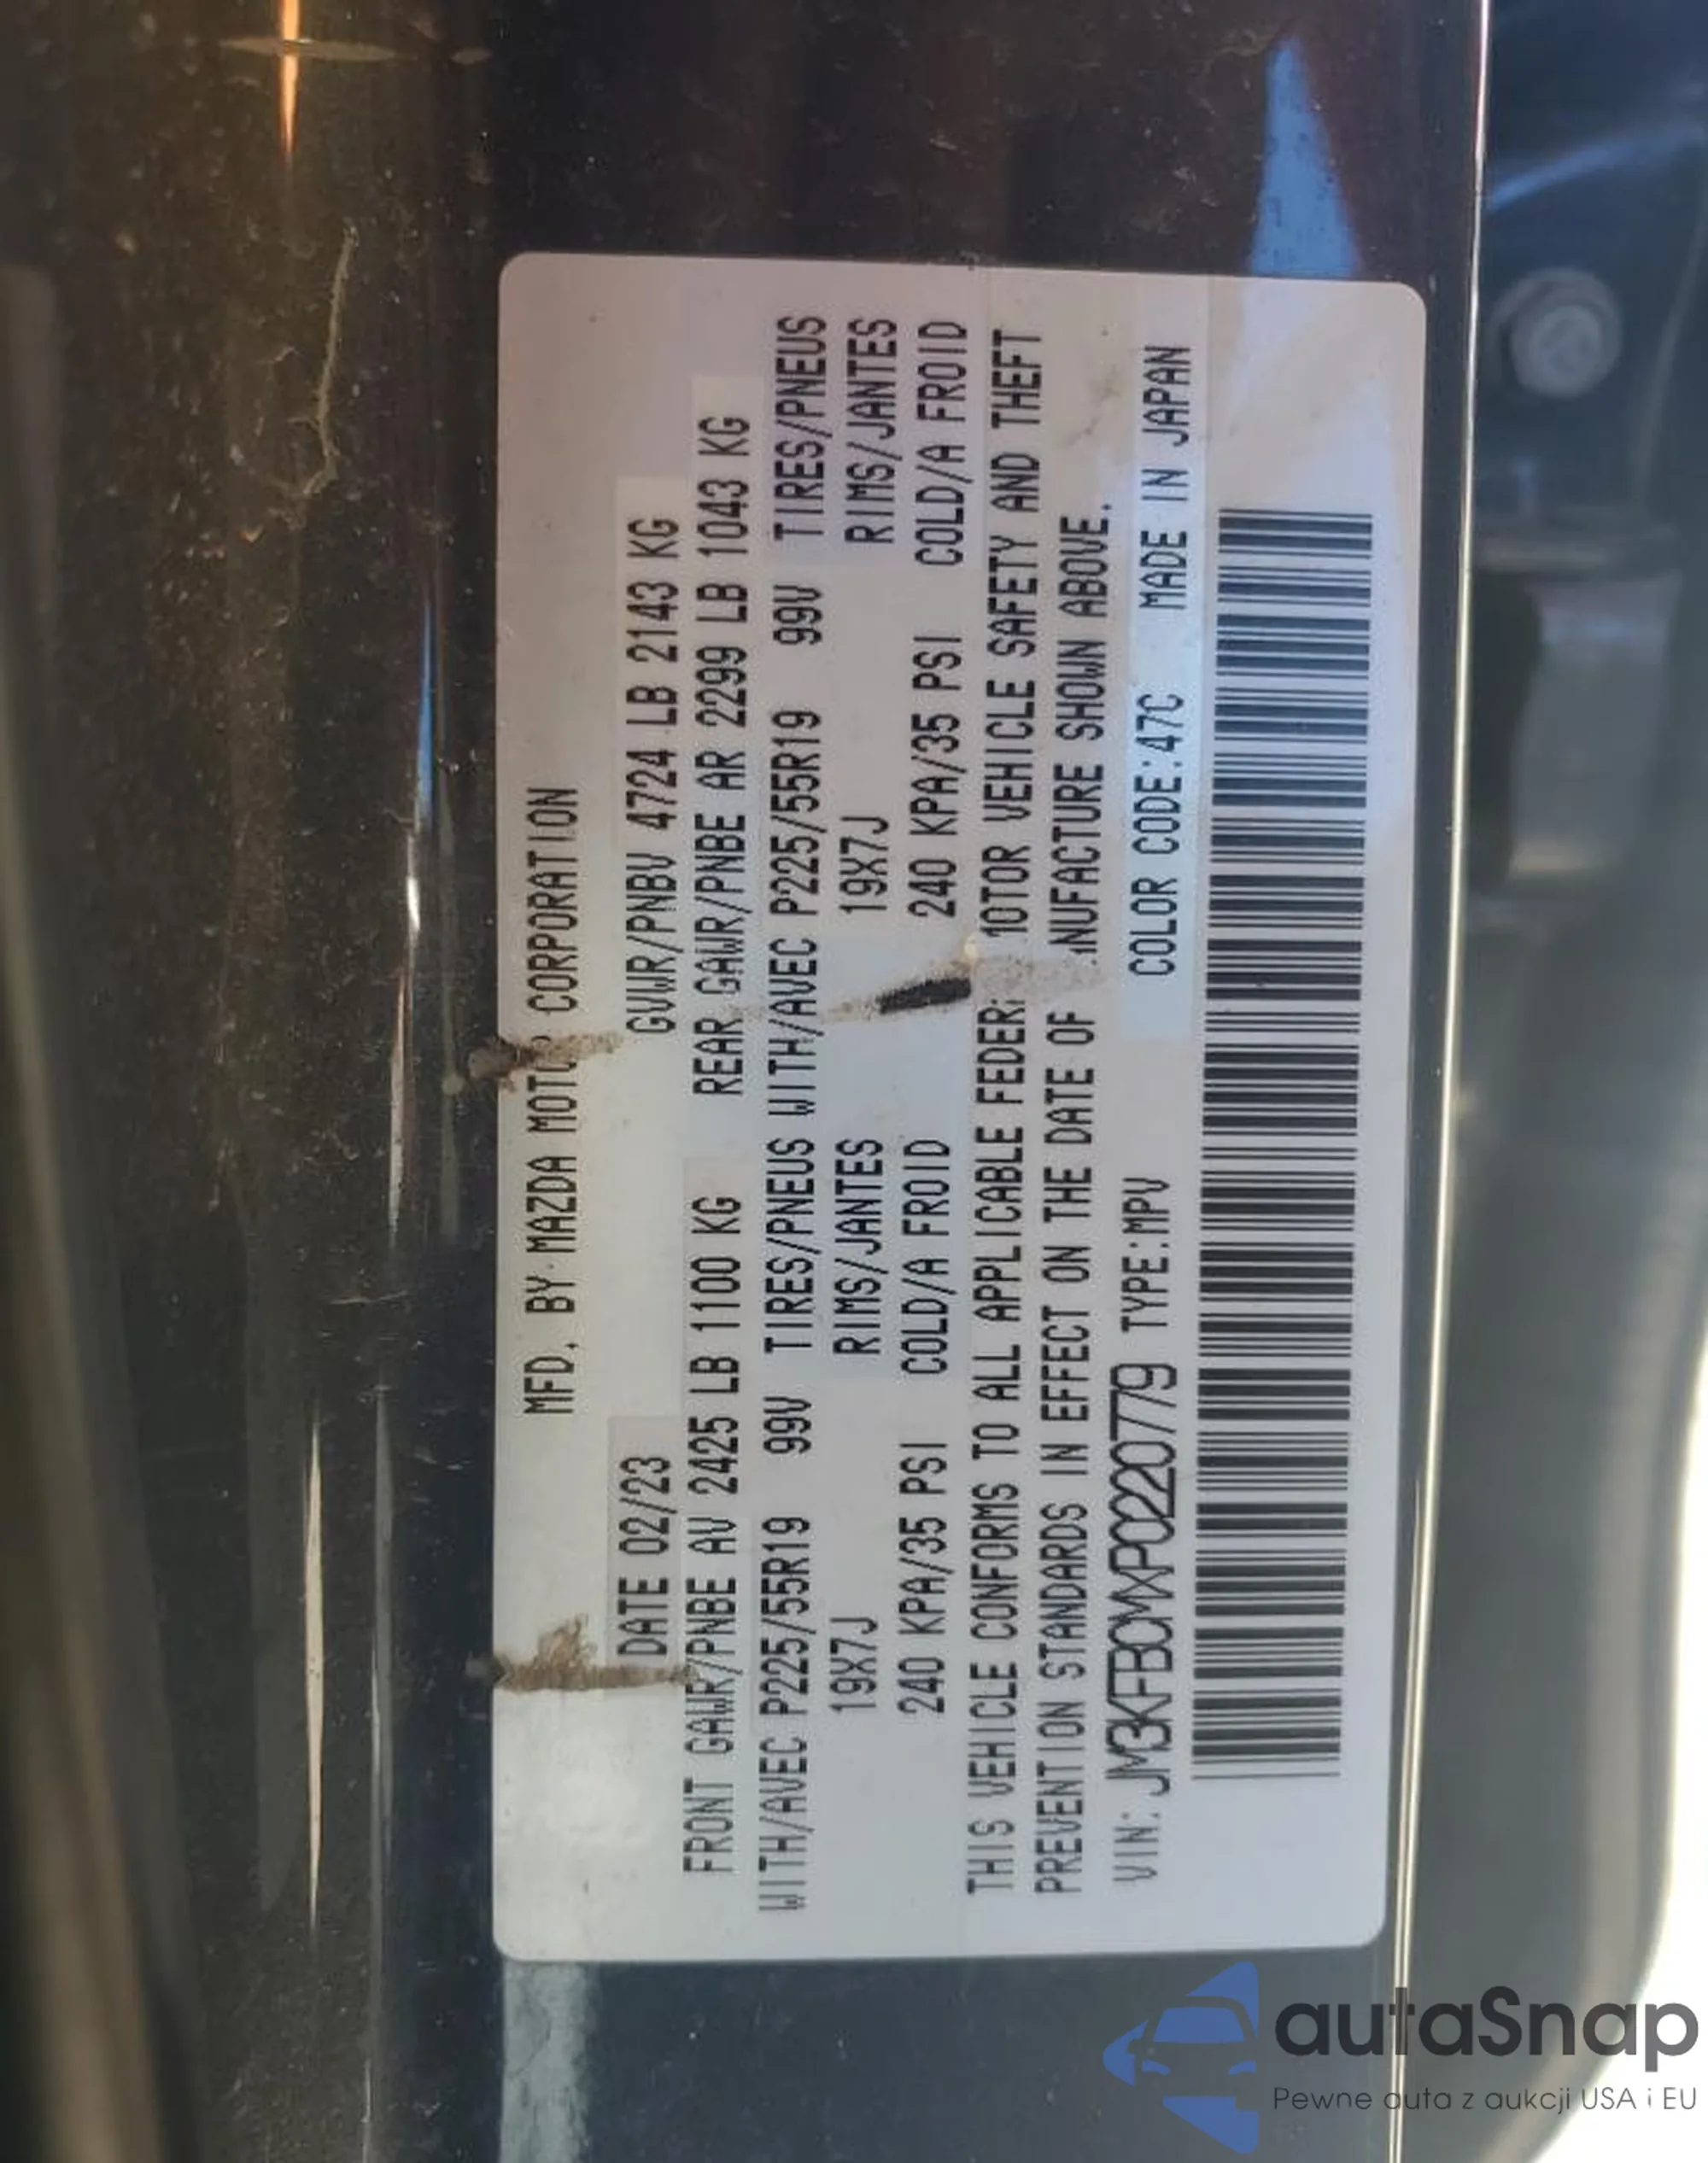 MFD. BY MAZDA MOTOR CORPORATION
DATE 02/23 GVWR/PNBV 4724 LB 2143 KG
FRONT GAWR/PNBE AV 2425 LB 1100 KG REAR GAWR/PNBE AR 2299 LB 1043 KG
WITH/AVEC P225/55R19 99V TIRES/PNEUS WITH/AVEC P225/55R19 99V TIRES/PNEUS
19X7J RIMS/JANTES 19X7J RIMS/JANTES
240 KPA/35 PSI COLD/A FROID 240 KPA/35 PSI COLD/A FROID
THIS VEHICLE CONFORMS TO ALL APPLICABLE FEDER MOTOR VEHICLE SAFETY AND THEFT
PREVENTION STANDARDS IN EFFECT ON THE DATE OF NUFACTURE SHOWN ABOVE.
VIN: JM3KFBCMXP0220779 TYPE:MPV COLOR CODE:47C MADE IN JAPAN
autaSnap
Pewne auta z aukcji USA i EU